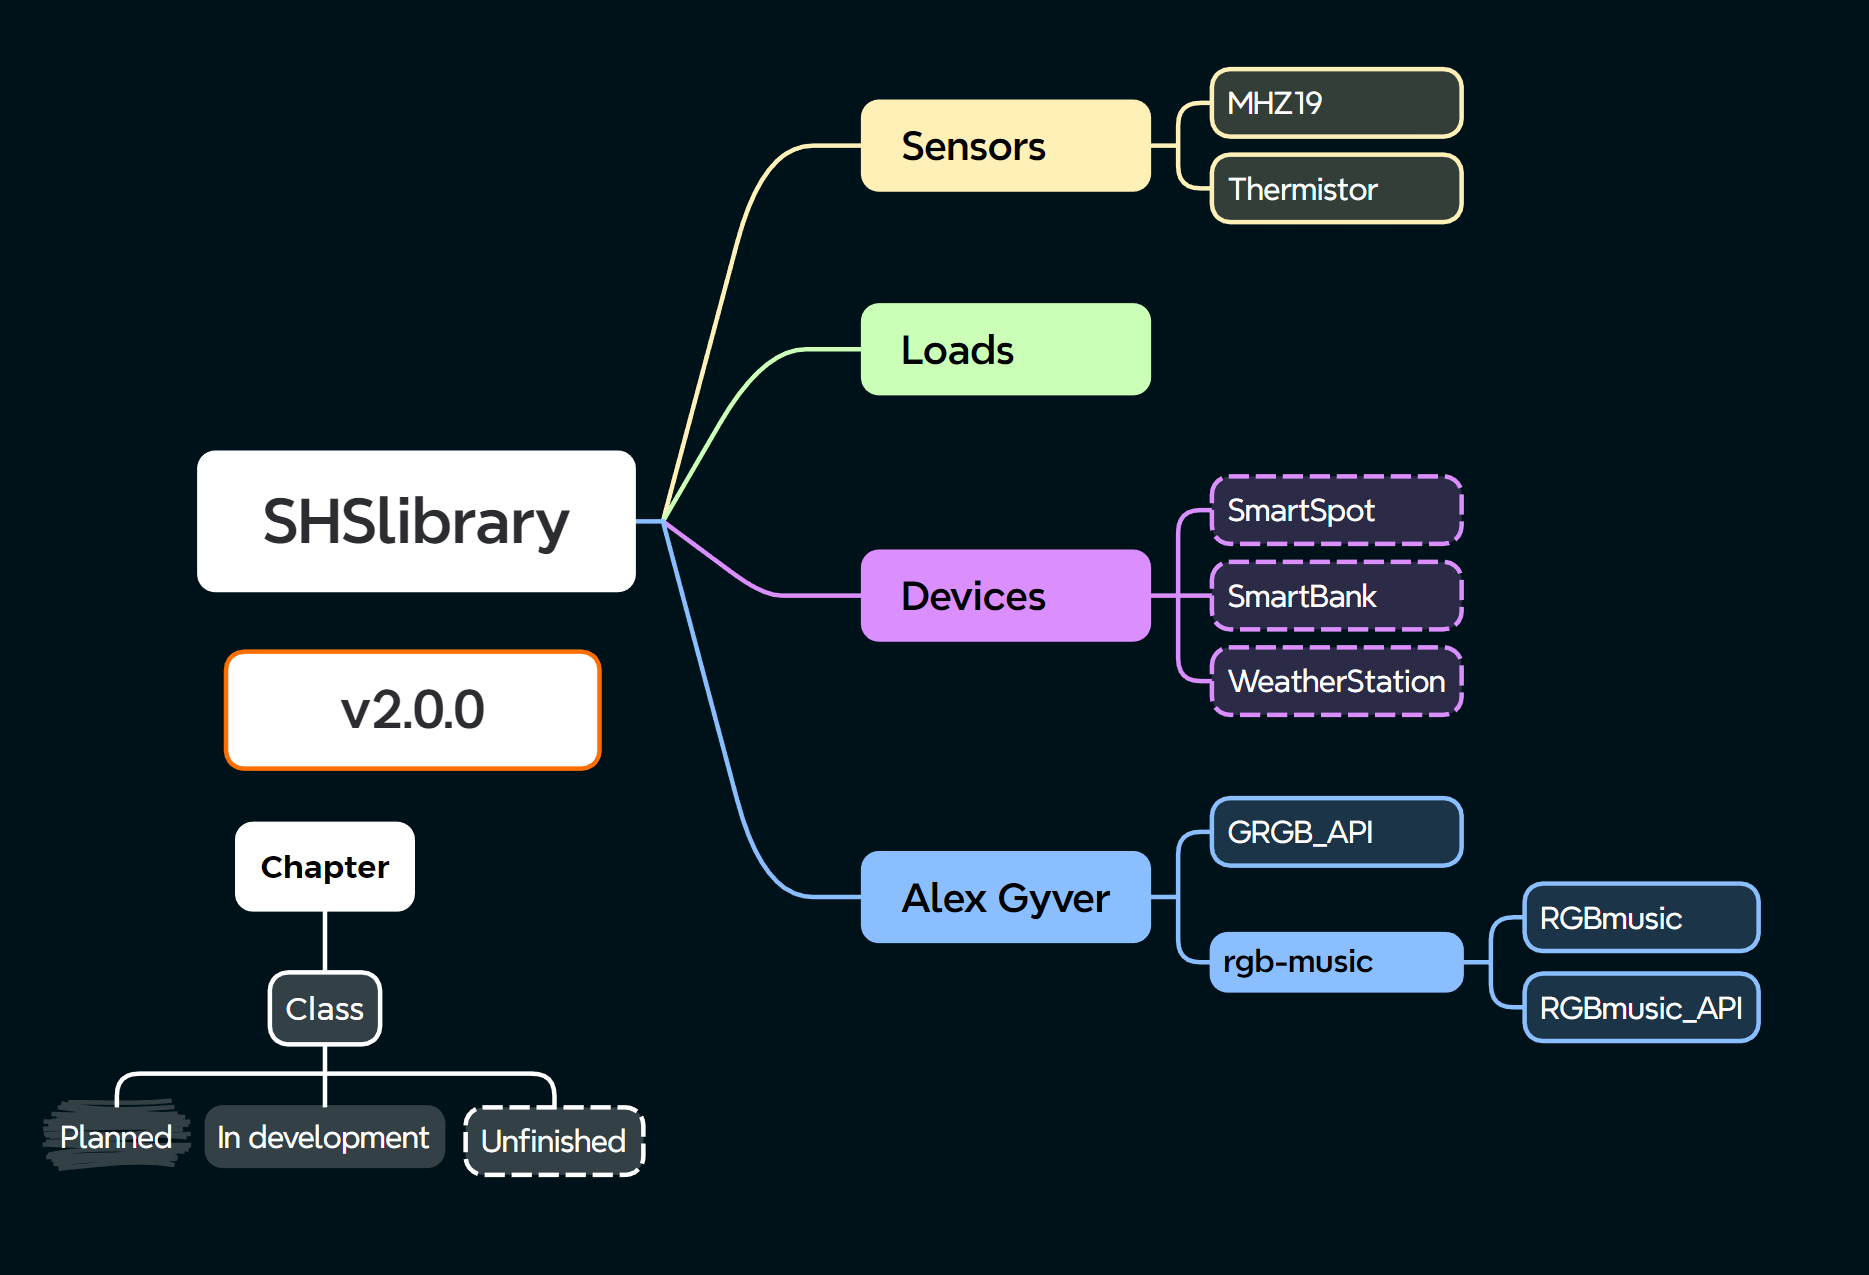 SHSlibrary
v2.0.0
Sensors
MHZ19
Thermistor
Loads
Devices
SmartSpot
SmartBank
WeatherStation
Alex Gyver
GRGB_API
rgb-music
RGBmusic
RGBmusic_API
Chapter
Class
Planned
In development
Unfinished